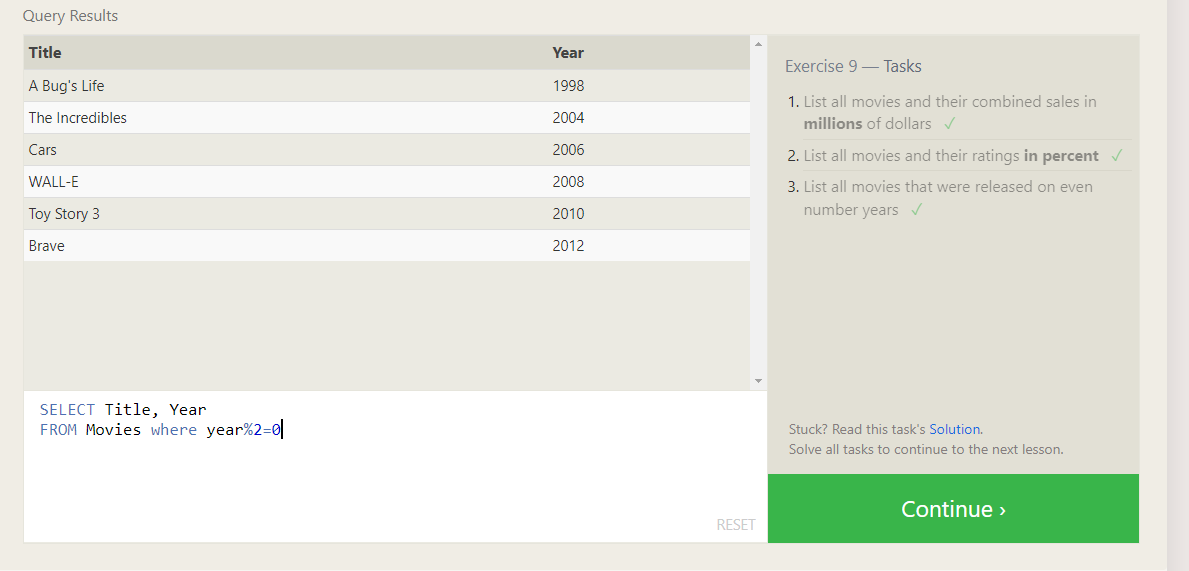 Query Results
Title Year
A Bug's Life 1998
The Incredibles 2004
Cars 2006
WALL-E 2008
Toy Story 3 2010
Brave 2012
SELECT Title, Year
FROM Movies where year%2=0
RESET
Exercise 9 — Tasks
1. List all movies and their combined sales in
millions of dollars ✓
2. List all movies and their ratings in percent ✓
3. List all movies that were released on even
number years ✓
Stuck? Read this task's Solution.
Solve all tasks to continue to the next lesson.
Continue ›